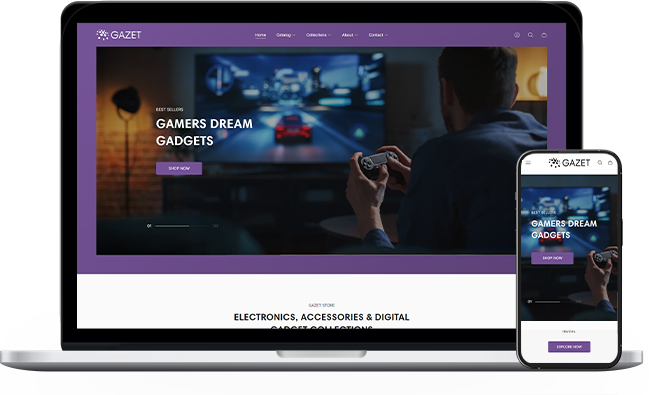 GAZET
Home Catalog Collections About Contact
BEST SELLERS
GAMERS DREAM
GADGETS
SHOP NOW
01
GAZET STORE
ELECTRONICS, ACCESSORIES & DIGITAL
GADGET COLLECTIONS
GAZET
BEST SELLERS
GAMERS DREAM
GADGETS
SHOP NOW
01
EXPLORE NOW